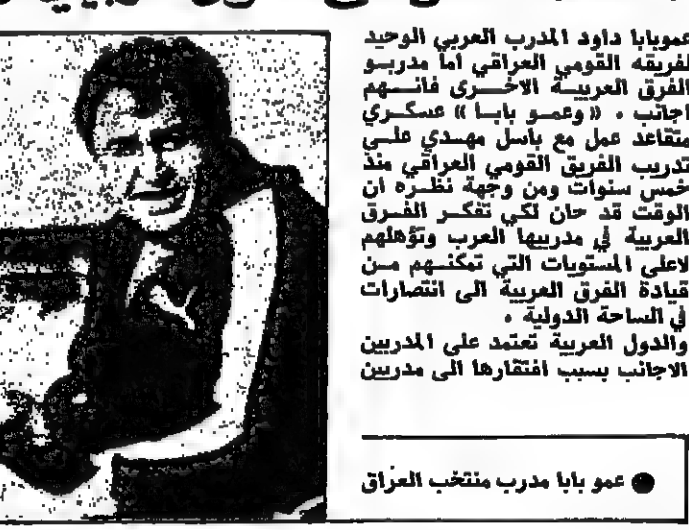 عموبابا داود المدرب العربي الوحيد
لفريقه القومي العراقي اما مدربو
الفرق العربية الاخرى فانهم
اجانب . « وعمو بابا » عسكري
متقاعد عمل مع باسل مهدي على
تدريب الفريق القومي العراقي منذ
خمس سنوات ومن وجهة نظره ان
الوقت قد حان لكي تفكر الفرق
العربية في مدربيها العرب وتؤهلهم
لاعلى المستويات التي تمكنهم من
قيادة الفرق العربية الى انتصارات
في الساحة الدولية .
والدول العربية تعتمد على المدربين
الاجانب بسبب افتقارها الى مدربين
● عمو بابا مدرب منتخب العراق